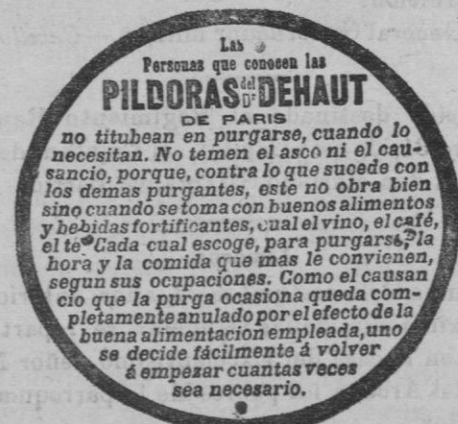 Las
Personas que conocen las
PILDORAS del Dr DEHAUT
DE PARIS
no titubean en purgarse, cuando lo
necesitan. No temen el asco ni el cau-
sancio, porque, contra lo que sucede con
los demas purgantes, este no obra bien
sino cuando se toma con buenos alimentos
y bebidas fortificantes, cual el vino, el café,
el te Cada cual escoge, para purgarse, la
hora y la comida que mas le convienen,
segun sus ocupaciones. Como el causan
cio que la purga ocasiona queda com-
pletamente anulado por el efecto de la
buena alimentacion empleada, uno
se decide fácilmente á volver
á empezar cuantas veces
sea necesario.